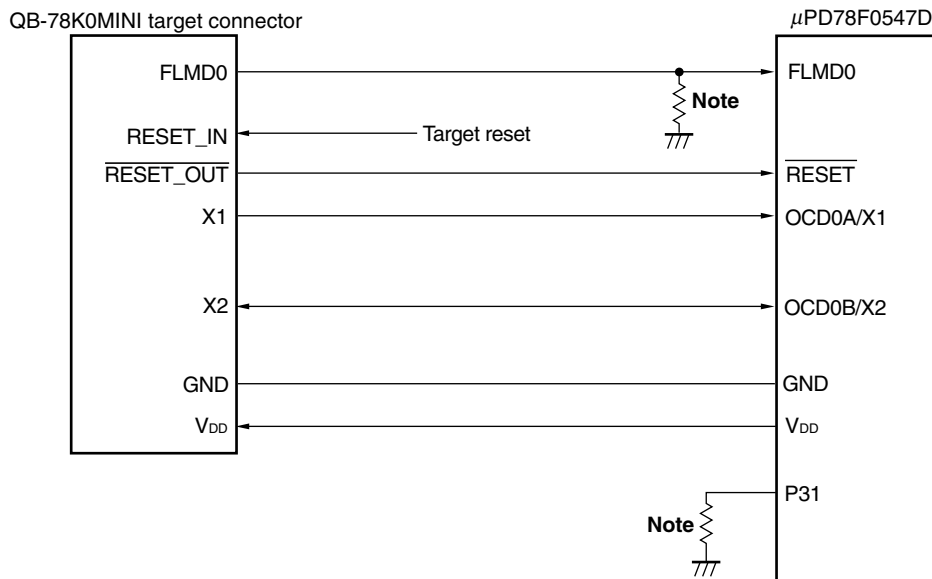 QB-78K0MINI target connector
μPD78F0547D
FLMD0
FLMD0
Note
RESET_IN
Target reset
RESET_OUT
RESET
X1
OCD0A/X1
X2
OCD0B/X2
GND
GND
VDD
VDD
P31
Note